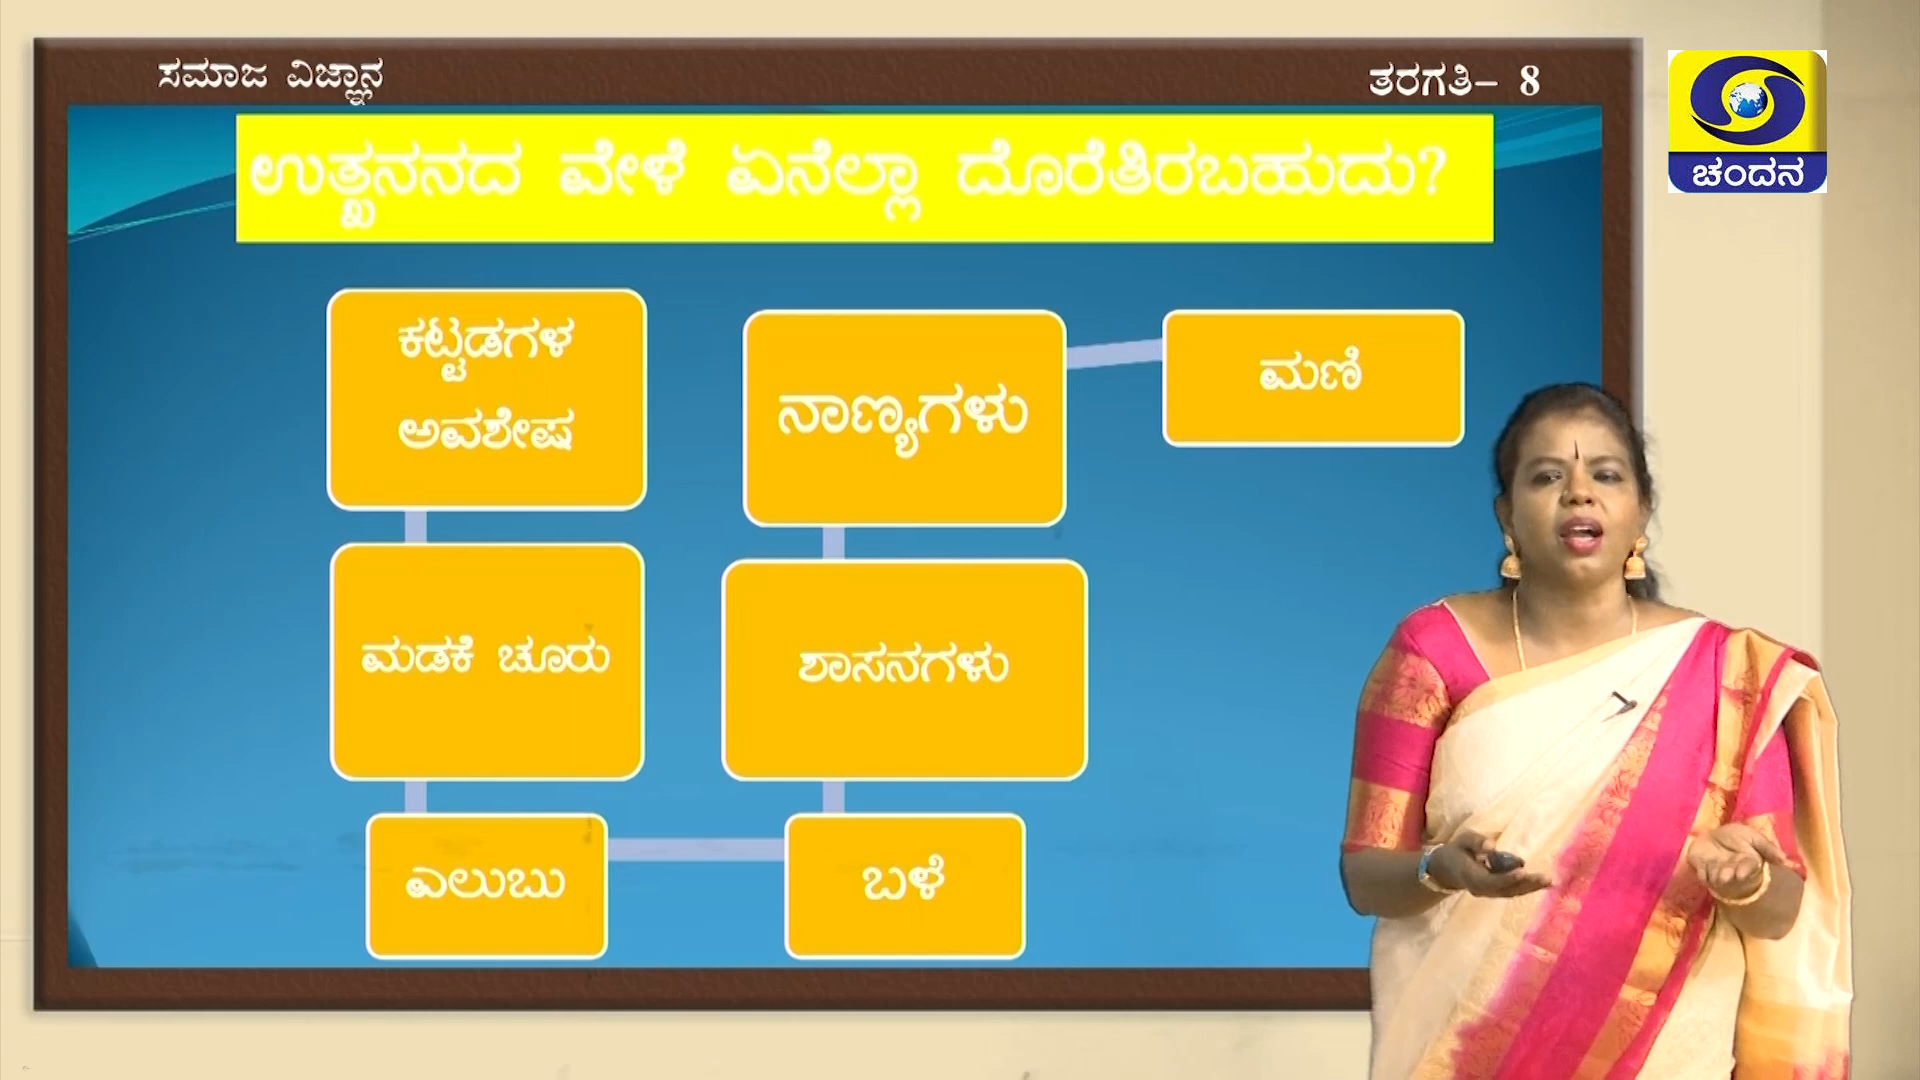 ಸಮಾಜ ವಿಜ್ಞಾನ
ತರಗತಿ– 8
ಚಂದನ
ಉತ್ಖನನದ ವೇಳೆ ಏನೆಲ್ಲಾ ದೊರೆತಿರಬಹುದು?
ಕಟ್ಟಡಗಳ
ಅವಶೇಷ
ಮಡಕೆ ಚೂರು
ಎಲುಬು
ಬಳೆ
ಶಾಸನಗಳು
ನಾಣ್ಯಗಳು
ಮಣಿ